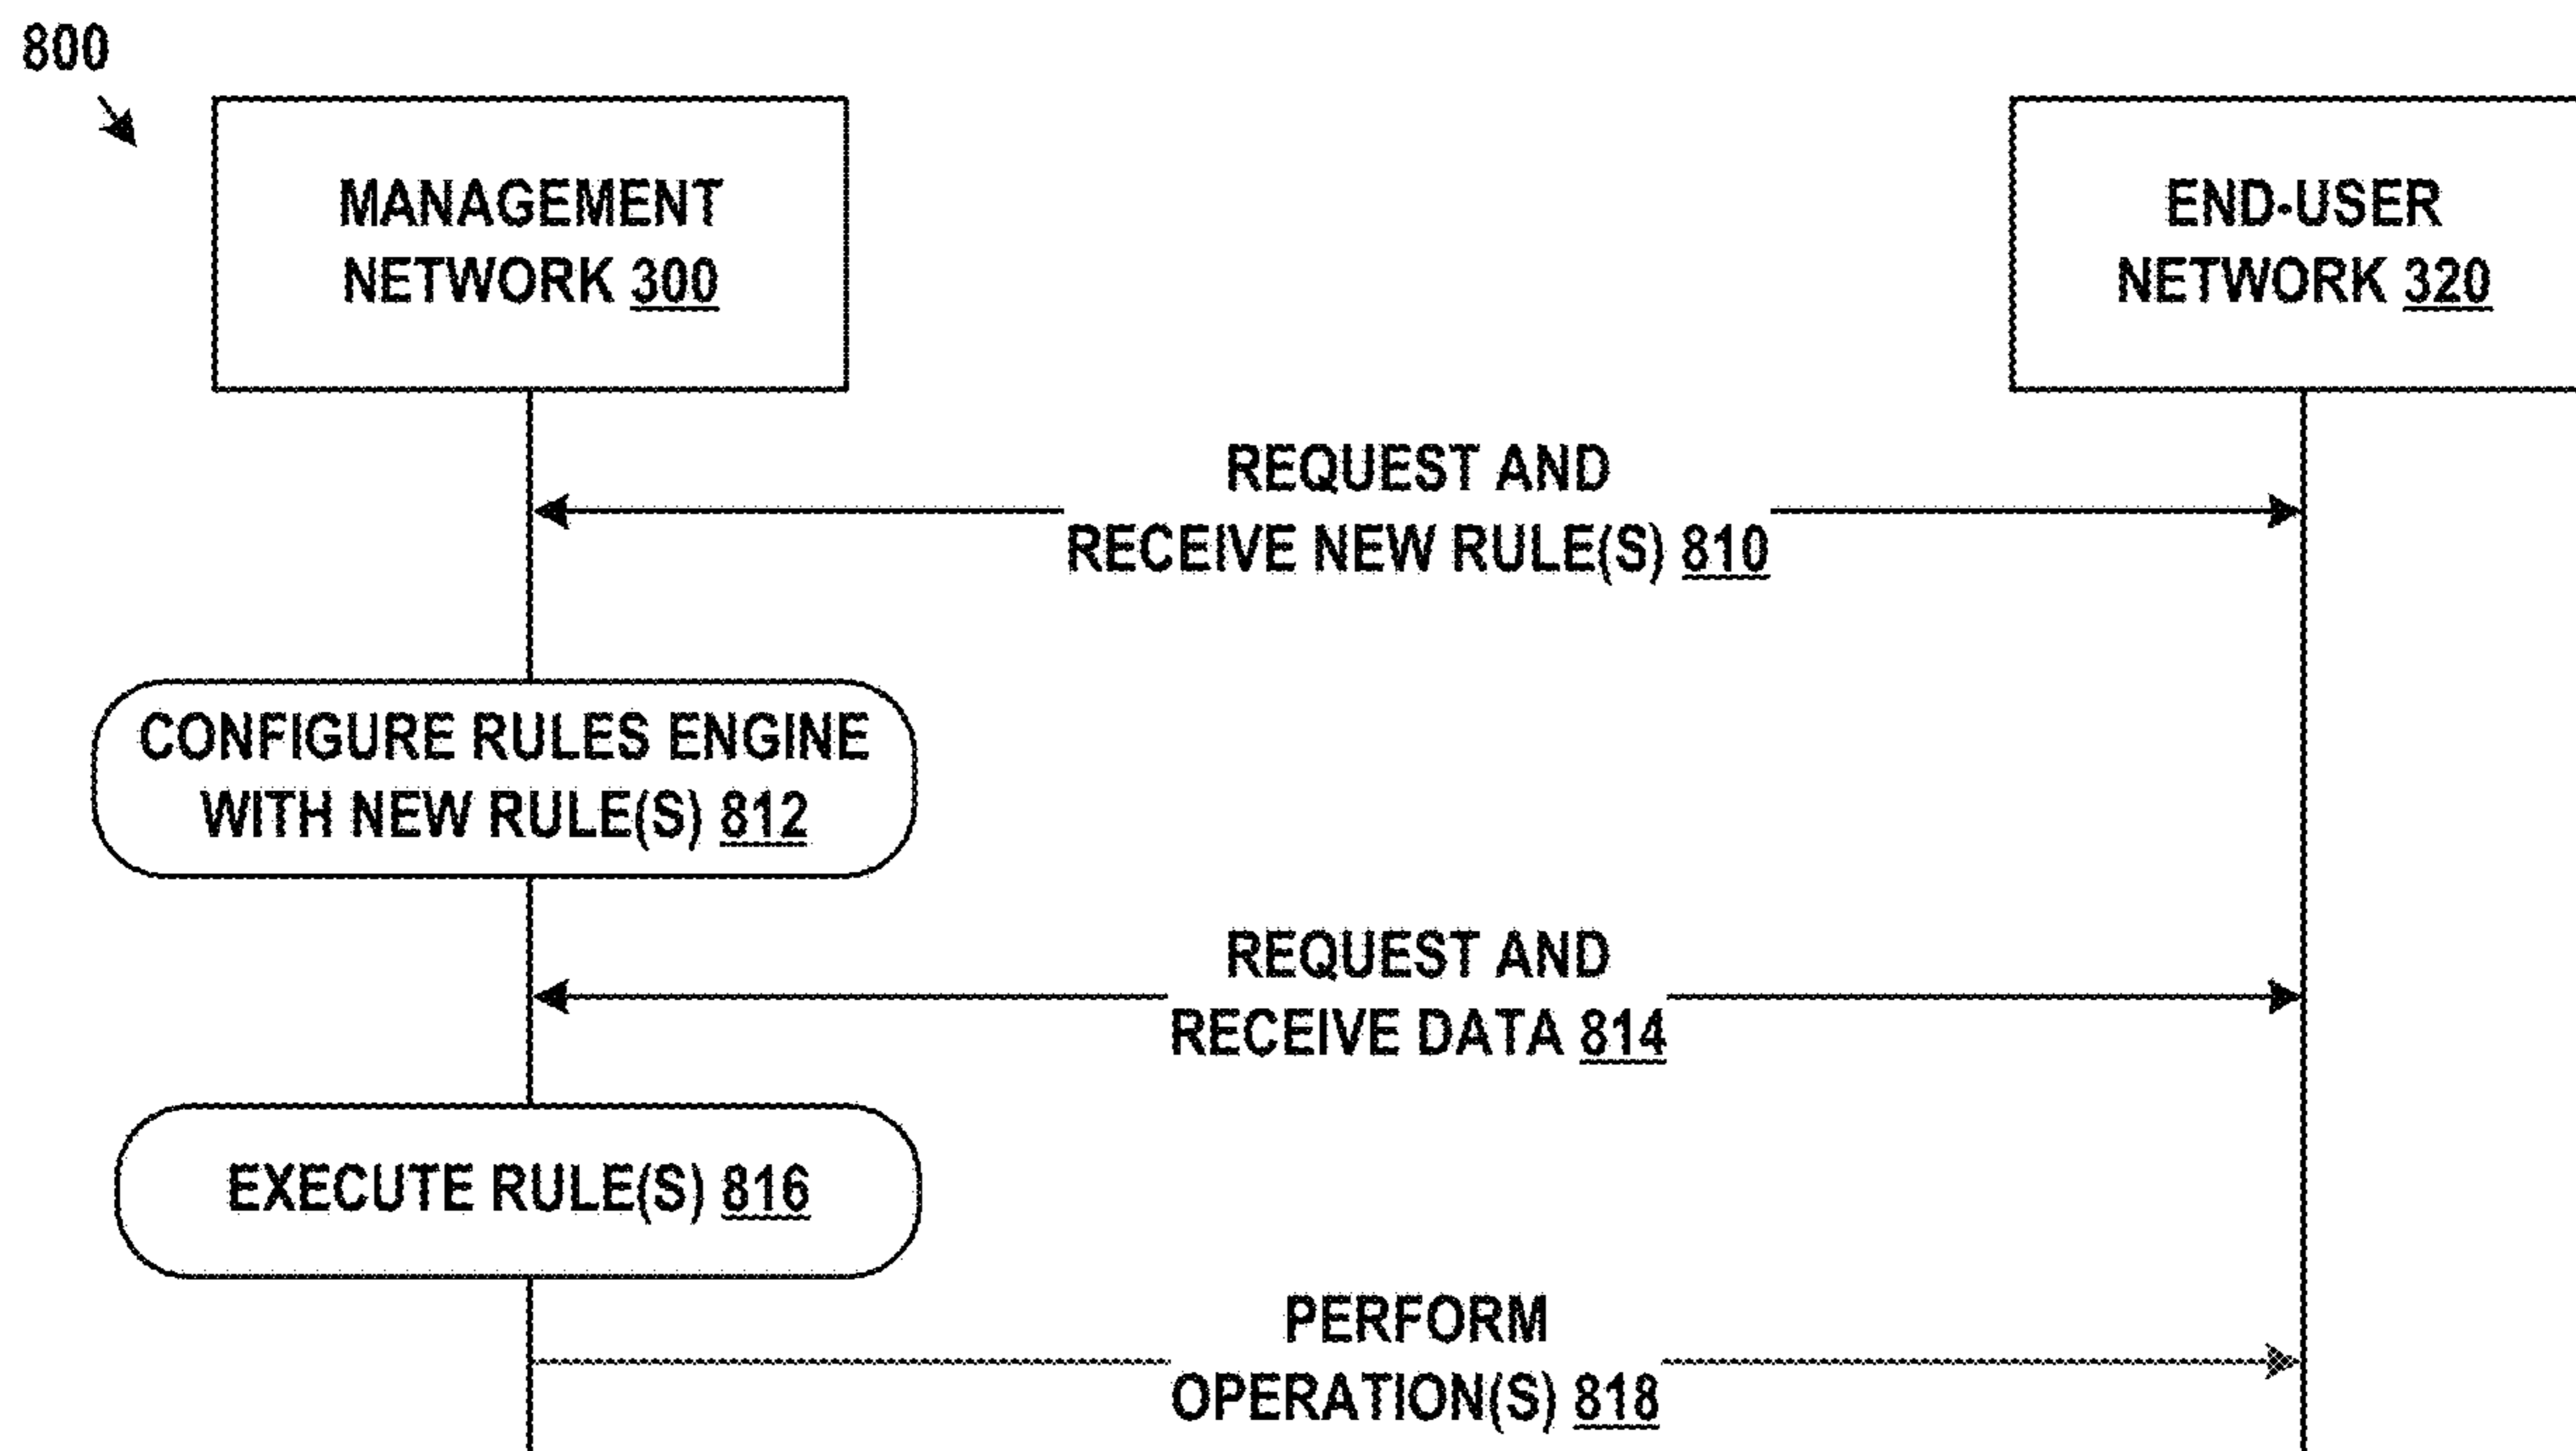 800
MANAGEMENT
NETWORK 300
END-USER
NETWORK 320
REQUEST AND
RECEIVE NEW RULE(S) 810
CONFIGURE RULES ENGINE
WITH NEW RULE(S) 812
REQUEST AND
RECEIVE DATA 814
EXECUTE RULE(S) 816
PERFORM
OPERATION(S) 818